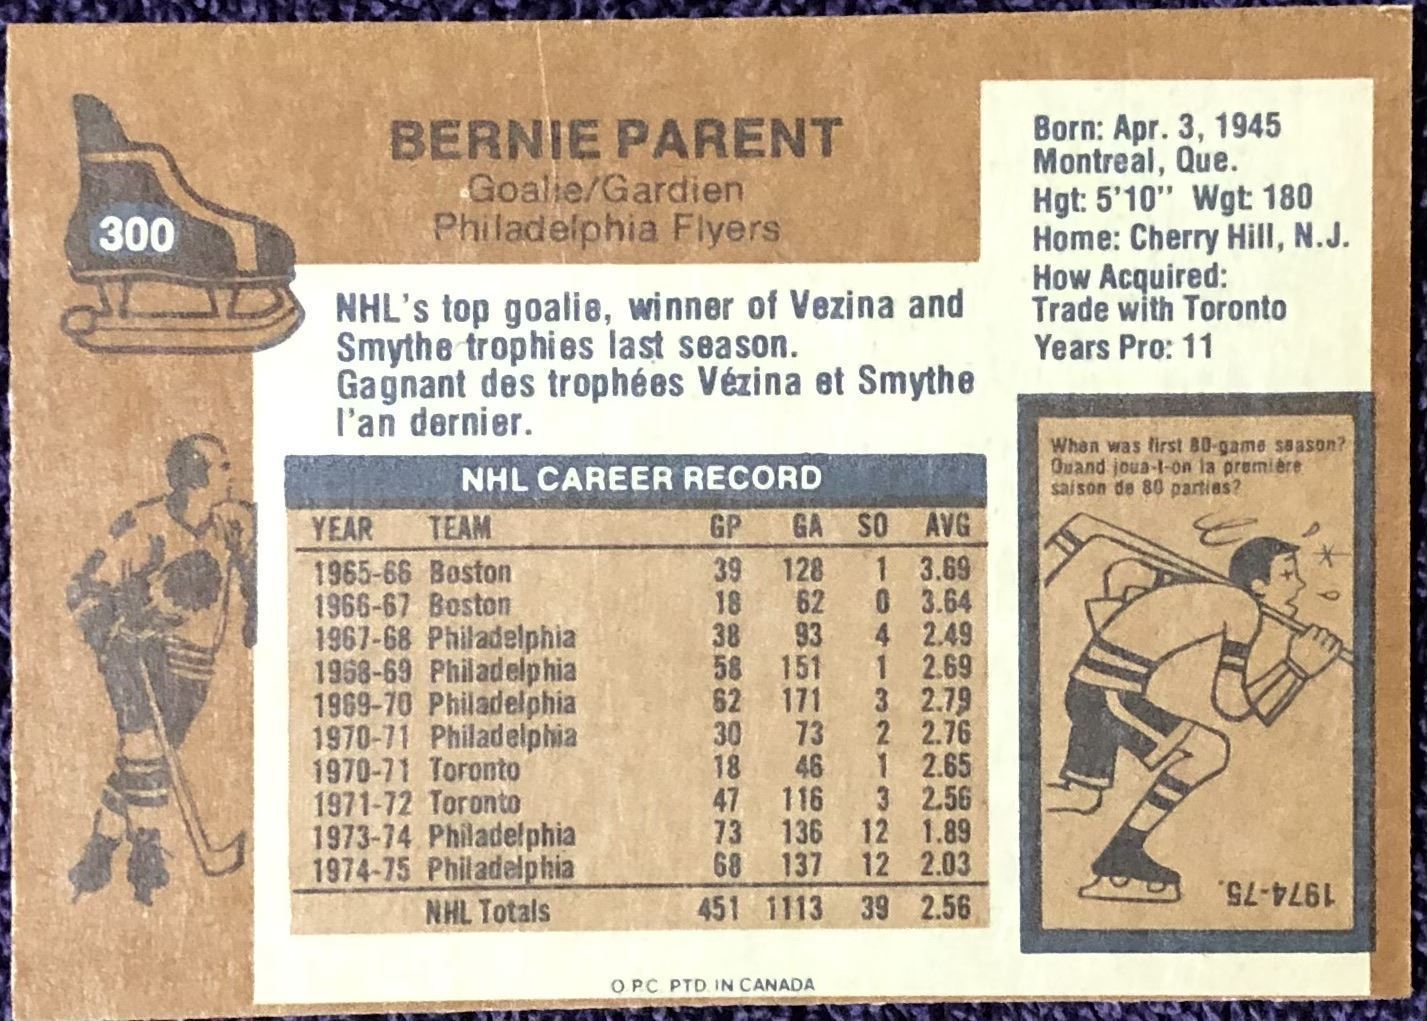 300
BERNIE PARENT
Goalie/Gardien
Philadelphia Flyers
Born: Apr. 3, 1945
Montreal, Que.
Hgt: 5'10" Wgt: 180
Home: Cherry Hill, N.J.
How Acquired:
Trade with Toronto
Years Pro: 11
NHL's top goalie, winner of Vezina and
Smythe trophies last season.
Gagnant des trophées Vézina et Smythe
l'an dernier.
NHL CAREER RECORD
YEAR TEAM GP GA SO AVG
1965-66 Boston 39 128 1 3.69
1966-67 Boston 18 62 0 3.64
1967-68 Philadelphia 38 93 4 2.49
1968-69 Philadelphia 58 151 1 2.69
1969-70 Philadelphia 62 171 3 2.79
1970-71 Philadelphia 30 73 2 2.76
1970-71 Toronto 18 46 1 2.65
1971-72 Toronto 47 116 3 2.56
1973-74 Philadelphia 73 136 12 1.89
1974-75 Philadelphia 68 137 12 2.03
NHL Totals 451 1113 39 2.56
When was first 80-game season?
Quand joua-t-on la première
saison de 80 parties?
1974-75.
O.P.C. PTD. IN CANADA